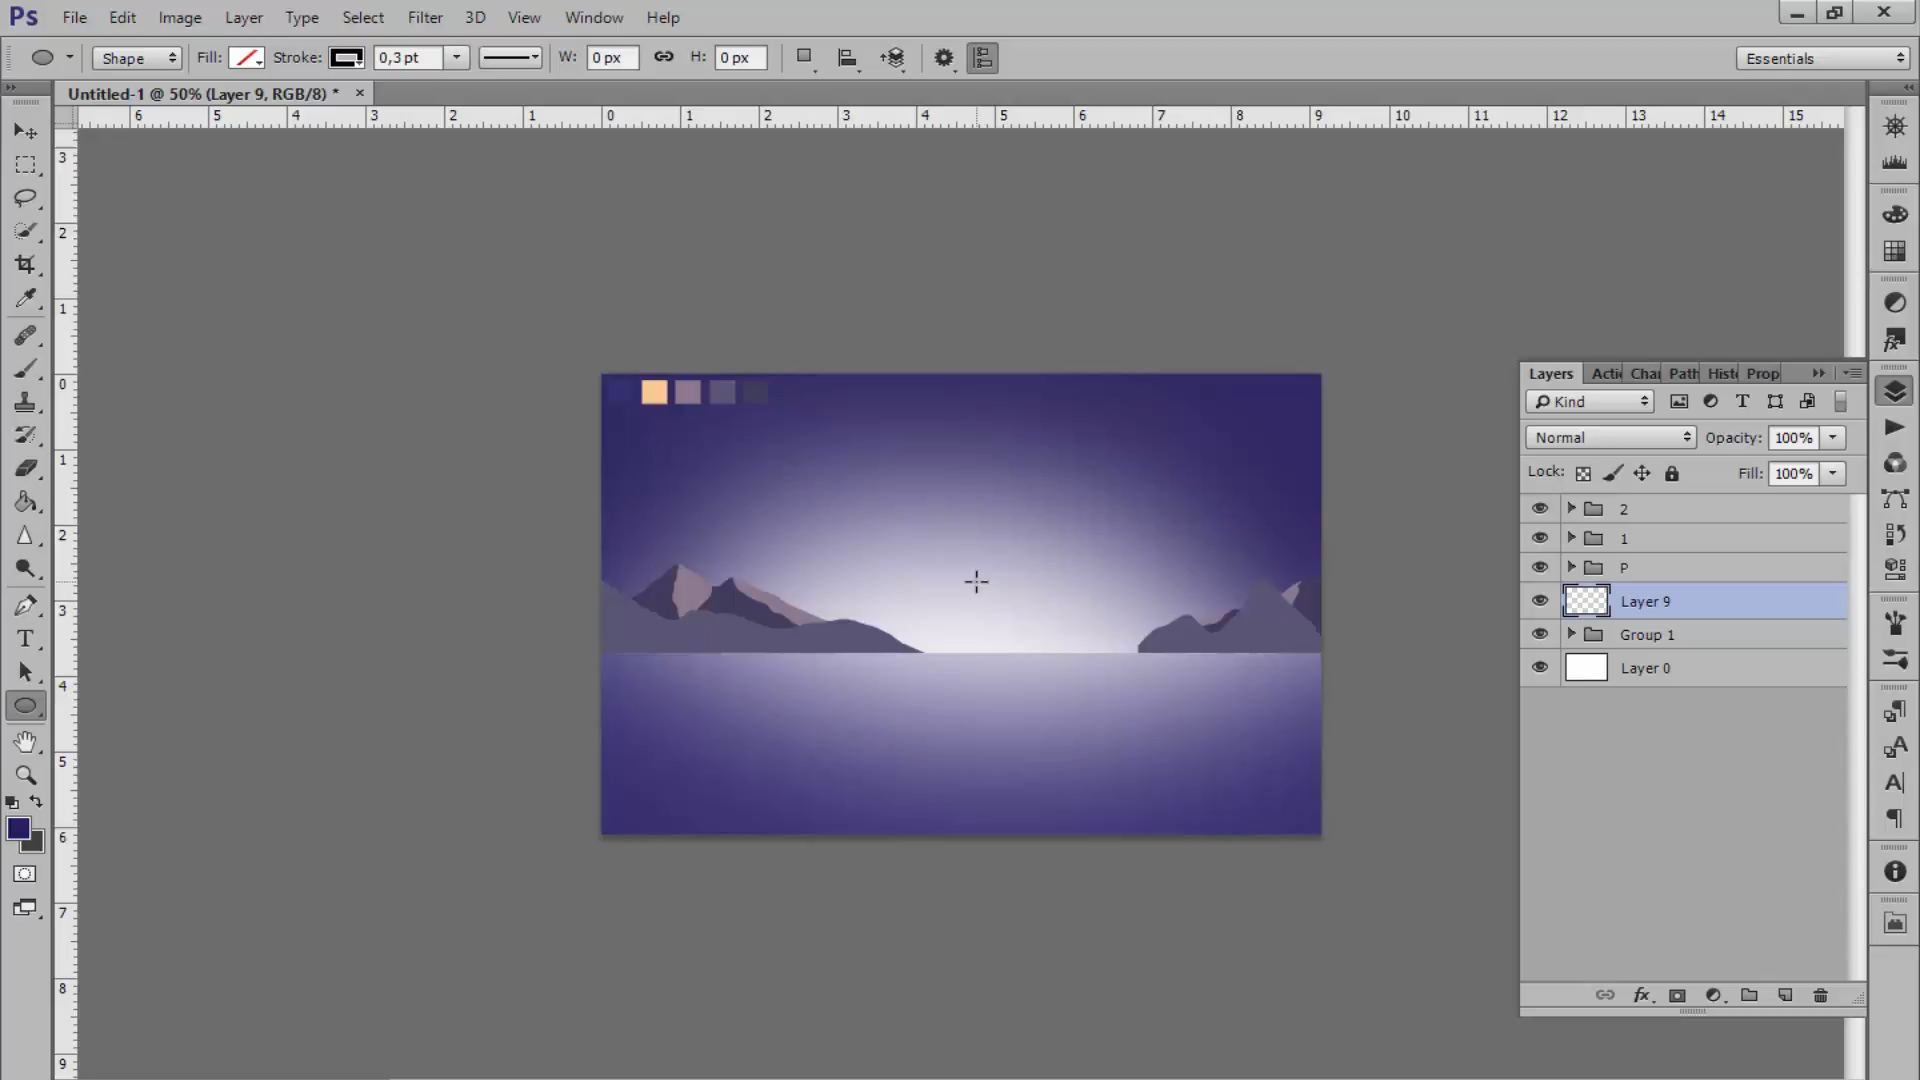 Ps File Edit Image Layer Type Select Filter 3D View Window Help
Shape Fill: Stroke: 0,3 pt W: 0 px H: 0 px Essentials
Untitled-1 @ 50% (Layer 9, RGB/8) * ×
6 5 4 3 2 1 0 1 2 3 4 5 6 7 8 9 10 11 12 13 14 15
3
2
1
0
1
2
3
4
5
6
7
8
9
Layers Acti Char Path Hist Prop
Kind
Normal Opacity: 100%
Lock: Fill: 100%
2
1
P
Layer 9
Group 1
Layer 0